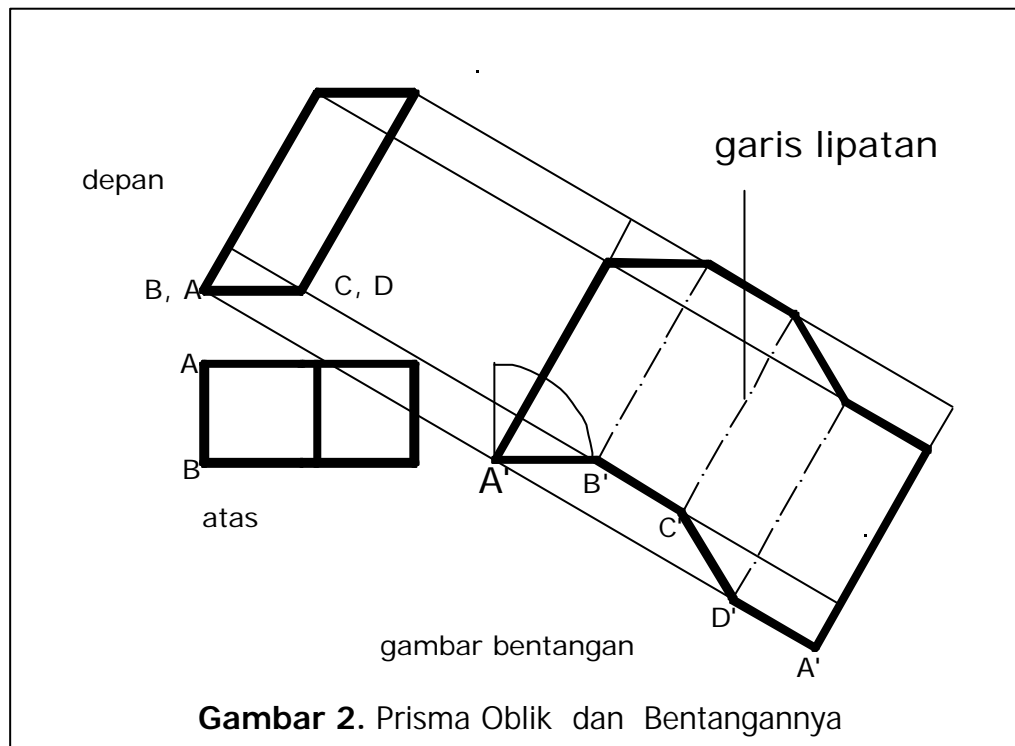 garis lipatan
depan
B, A
C, D
A
B
A'
B'
atas
C'
D'
gambar bentangan
A'
Gambar 2. Prisma Oblik dan Bentangannya